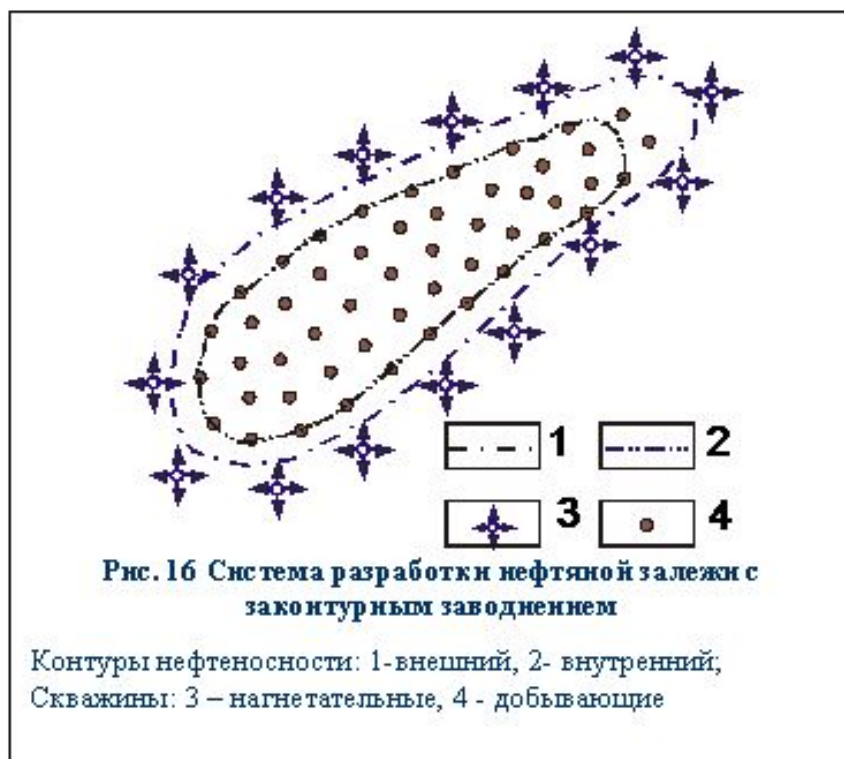 1 2
3 4
Рис. 16 Система разработки нефтяной залежи с
законтурным заводнением
Контуры нефтеносности: 1-внешний, 2- внутренний;
Скважины: 3 – нагнетательные, 4 - добывающие